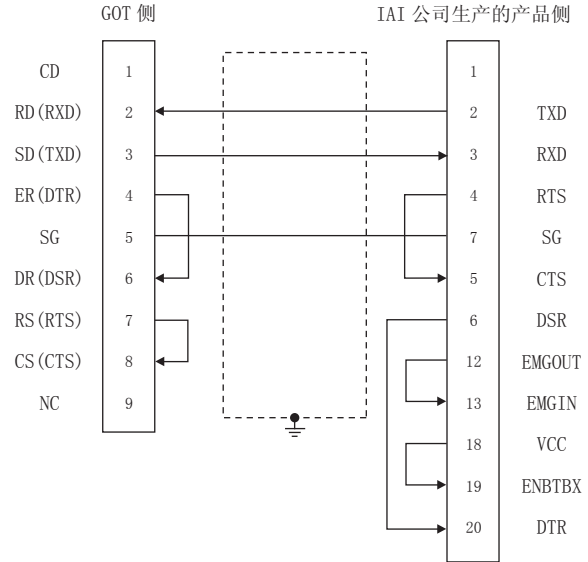 GOT 侧 IAI 公司生产的产品侧
CD 1 1
RD(RXD) 2 2 TXD
SD(TXD) 3 3 RXD
ER(DTR) 4 4 RTS
SG 5 7 SG
DR(DSR) 6 5 CTS
RS(RTS) 7 6 DSR
CS(CTS) 8 12 EMGOUT
NC 9 13 EMGIN
18 VCC
19 ENBTBX
20 DTR